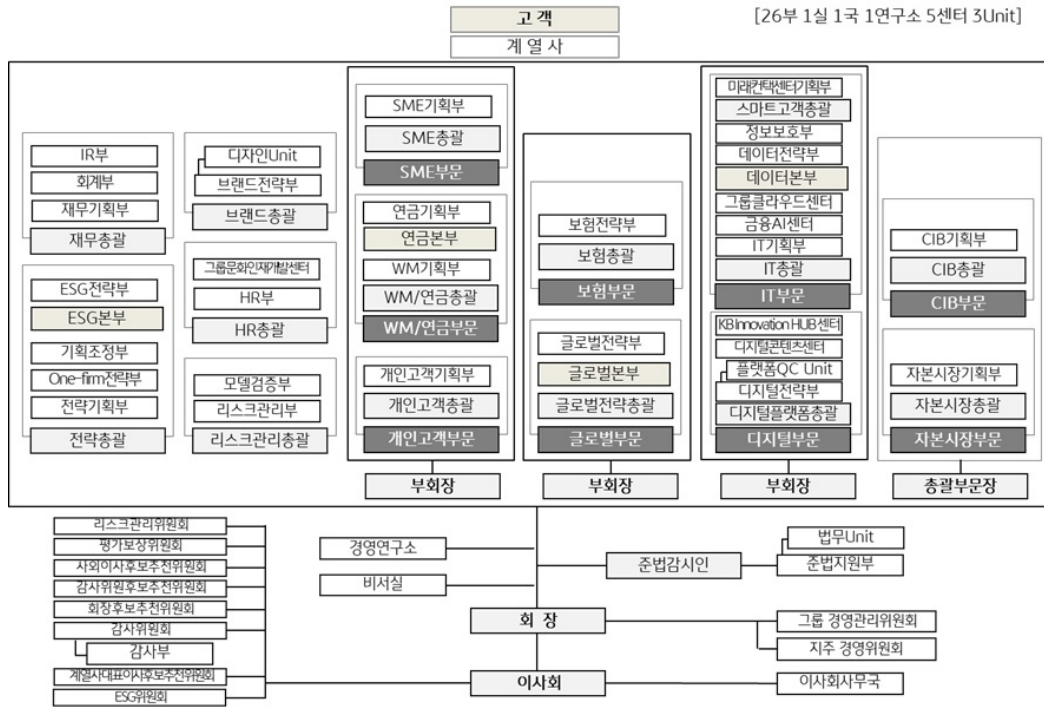 고 객
[26부 1실 1국 1연구소 5센터 3Unit]
계 열 사
IR부
회계부
재무기획부
재무총괄
ESG전략부
ESG본부
기획조정부
One-firm전략부
전략기획부
전략총괄
디자인Unit
브랜드전략부
브랜드총괄
그룹문화인재개발센터
HR부
HR총괄
모델검증부
리스크관리부
리스크관리총괄
SME기획부
SME총괄
SME부문
연금기획부
연금본부
WM기획부
WM/연금총괄
WM/연금부문
개인고객기획부
개인고객총괄
개인고객부문
부회장
보험전략부
보험총괄
보험부문
글로벌전략부
글로벌본부
글로벌전략총괄
글로벌부문
부회장
미래컨택센터기획부
스마트고객총괄
정보보호부
데이터전략부
데이터본부
그룹클라우드센터
금융AI센터
IT기획부
IT총괄
IT부문
KB Innovation HUB센터
디지털콘텐츠센터
플랫폼QC Unit
디지털전략부
디지털플랫폼총괄
디지털부문
부회장
CIB기획부
CIB총괄
CIB부문
자본시장기획부
자본시장총괄
자본시장부문
총괄부문장
리스크관리위원회
평가보상위원회
사외이사후보추천위원회
감사위원후보추천위원회
회장후보추천위원회
감사위원회
감사부
계열사대표이사후보추천위원회
ESG위원회
경영연구소
비서실
법무Unit
준법감시인
준법지원부
회 장
그룹 경영관리위원회
지주 경영위원회
이사회
이사회사무국